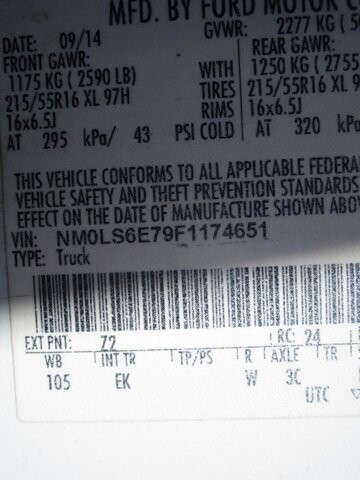 MFD. BY FORD MOTOR C
DATE: 09/14 GVWR: 2277 KG
FRONT GAWR: REAR GAWR:
1175 KG (2590 LB) WITH 1250 KG (2755
215/55R16 XL 97H TIRES 215/55R16 XL 9
16x6.5J RIMS 16x6.5J
AT 295 kPa/ 43 PSI COLD AT 320 kPa/
THIS VEHICLE CONFORMS TO ALL APPLICABLE FEDERA
VEHICLE SAFETY AND THEFT PREVENTION STANDARDS
EFFECT ON THE DATE OF MANUFACTURE SHOWN ABOV
VIN: NM0LS6E79F1174651
TYPE: Truck
EXT PNT: Z2 RC: 24
WB INT TR TP/PS R AXLE TR
105 EK W 3C
UTC